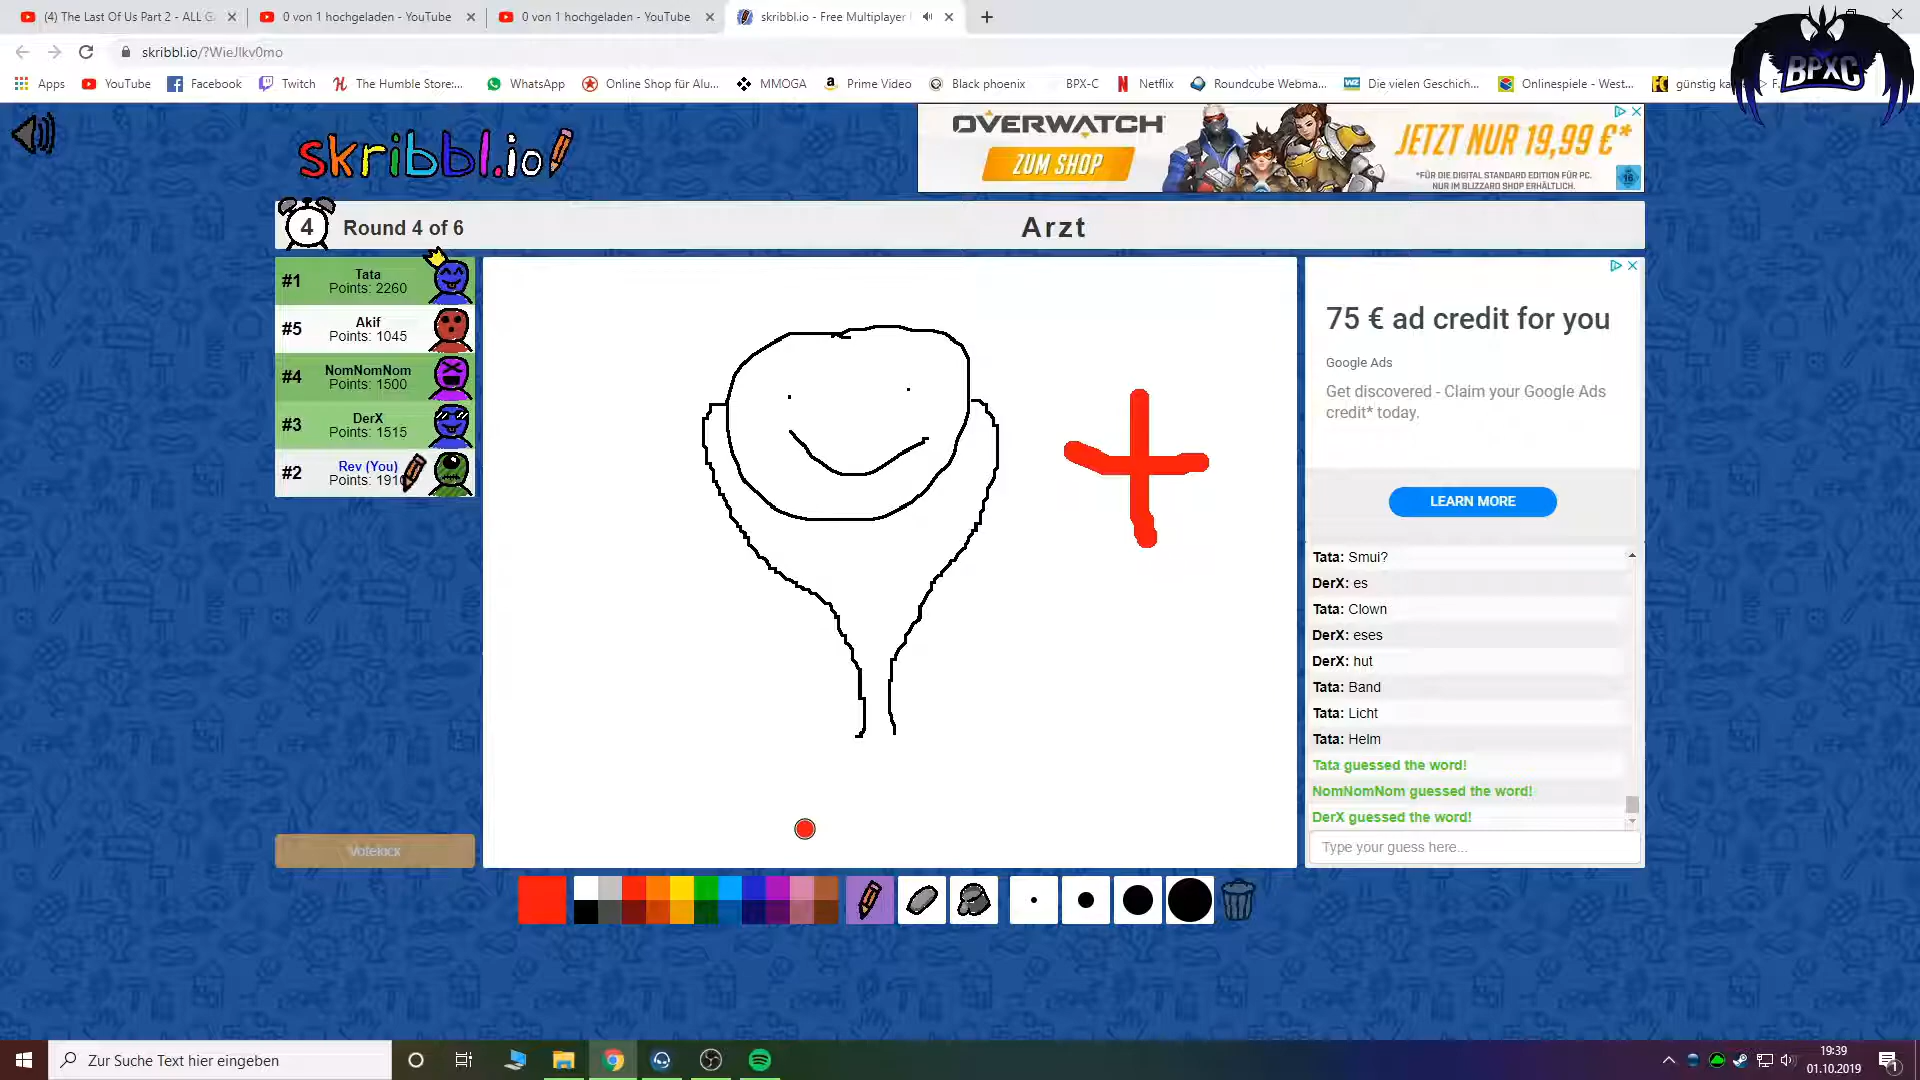 (4) The Last Of Us Part 2 - ALL G
0 von 1 hochgeladen - YouTube
0 von 1 hochgeladen - YouTube
skribbl.io - Free Multiplayer
skribbl.io/?WieJlkv0mo
Apps
YouTube
Facebook
Twitch
The Humble Store:...
WhatsApp
Online Shop für Alu...
MMOGA
Prime Video
Black phoenix
BPX-C
Netflix
Roundcube Webma...
Die vielen Geschich...
Onlinespiele - West...
günstig ka
BPXC
skribbl.io
OVERWATCH
ZUM SHOP
JETZT NUR 19,99 €*
*FÜR DIE DIGITAL STANDARD EDITION FÜR PC.
NUR IM BLIZZARD SHOP ERHÄLTLICH.
16
4
Round 4 of 6
Arzt
#1
Tata
Points: 2260
#5
Akif
Points: 1045
#4
NomNomNom
Points: 1500
#3
DerX
Points: 1515
#2
Rev (You)
Points: 1910
Votekick
75 € ad credit for you
Google Ads
Get discovered - Claim your Google Ads
credit* today.
LEARN MORE
Tata: Smui?
DerX: es
Tata: Clown
DerX: eses
DerX: hut
Tata: Band
Tata: Licht
Tata: Helm
Tata guessed the word!
NomNomNom guessed the word!
DerX guessed the word!
Type your guess here...
Zur Suche Text hier eingeben
19:39
01.10.2019
1